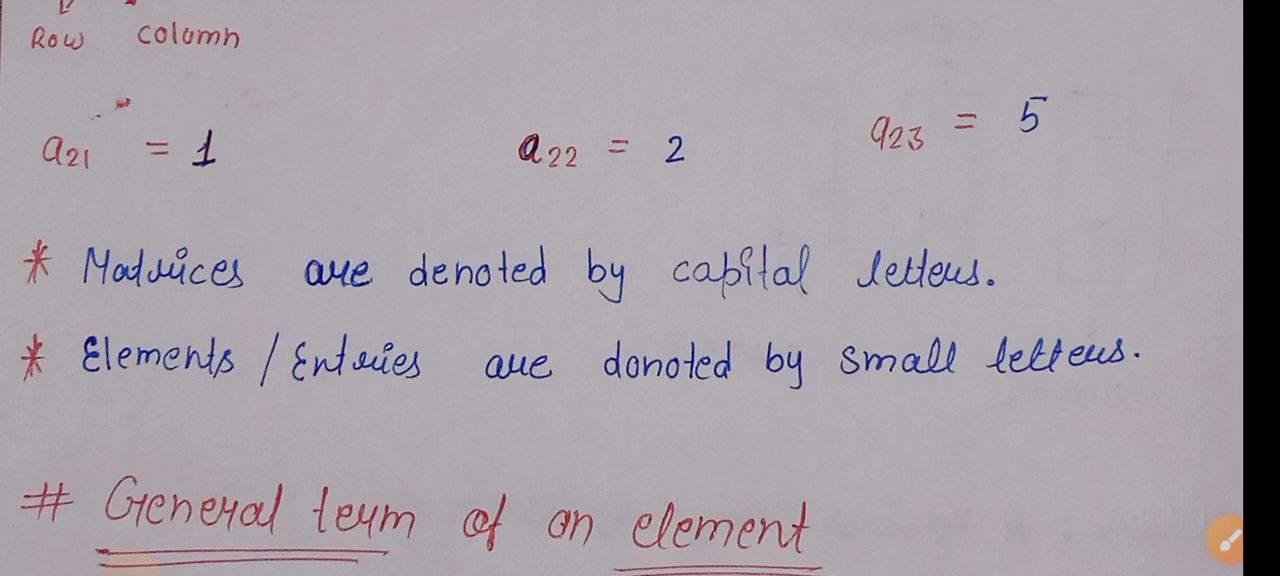 Row column
a21 = 1 a22 = 2 a23 = 5
* Matrices are denoted by capital letters.
* Elements / Entries are donoted by small letters.
# General term of an element